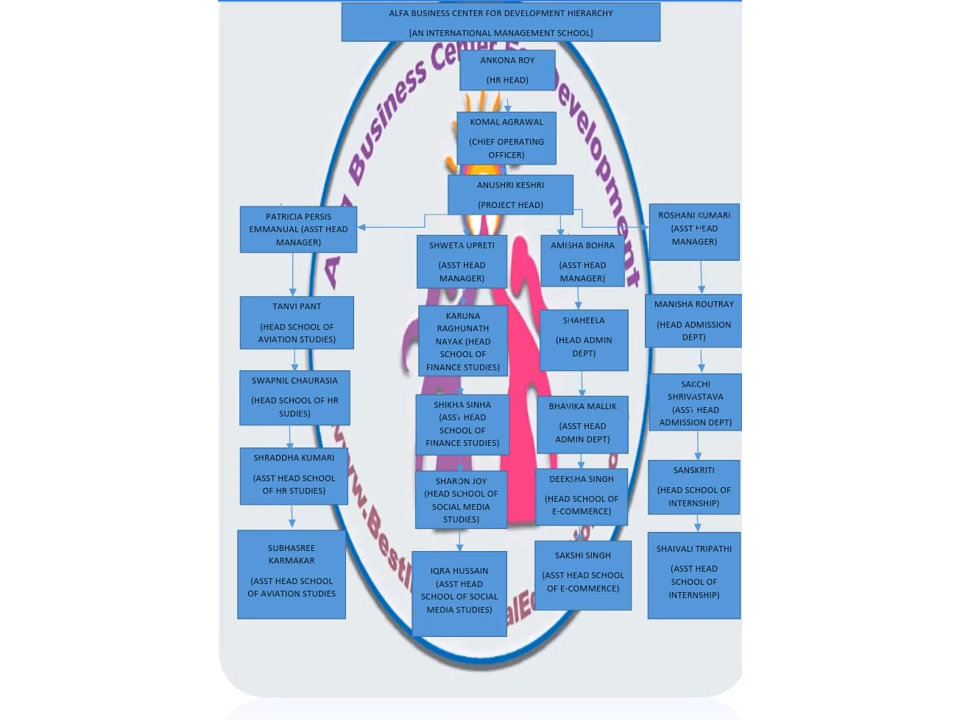 ALFA BUSINESS CENTER FOR DEVELOPMENT HIERARCHY
[AN INTERNATIONAL MANAGEMENT SCHOOL]
ANKONA ROY
(HR HEAD)
KOMAL AGRAWAL
(CHIEF OPERATING
OFFICER)
ANUSHRI KESHRI
(PROJECT HEAD)
PATRICIA PERSIS
EMMANUAL (ASST HEAD
MANAGER)
TANVI PANT
(HEAD SCHOOL OF
AVIATION STUDIES)
SWAPNIL CHAURASIA
(HEAD SCHOOL OF HR
SUDIES)
SHRADDHA KUMARI
(ASST HEAD SCHOOL
OF HR STUDIES)
SUBHASREE
KARMAKAR
(ASST HEAD SCHOOL
OF AVIATION STUDIES
SHWETA UPRETI
(ASST HEAD
MANAGER)
KARUNA
RAGHUNATH
NAYAK (HEAD
SCHOOL OF
FINANCE STUDIES)
SHIKHA SINHA
(ASST HEAD
SCHOOL OF
FINANCE STUDIES)
SHARON JOY
(HEAD SCHOOL OF
SOCIAL MEDIA
STUDIES)
IQRA HUSSAIN
(ASST HEAD
SCHOOL OF SOCIAL
MEDIA STUDIES)
AMISHA BOHRA
(ASST HEAD
MANAGER)
SHAHEELA
(HEAD ADMIN
DEPT)
BHAVIKA MALLIK
(ASST HEAD
ADMIN DEPT)
DEEKSHA SINGH
(HEAD SCHOOL OF
E-COMMERCE)
SAKSHI SINGH
(ASST HEAD SCHOOL
OF E-COMMERCE)
ROSHANI KUMARI
(ASST HEAD
MANAGER)
MANISHA ROUTRAY
(HEAD ADMISSION
DEPT)
SAKCHI
SHRIVASTAVA
(ASST HEAD
ADMISSION DEPT)
SANSKRITI
(HEAD SCHOOL OF
INTERNSHIP)
SHAIVALI TRIPATHI
(ASST HEAD
SCHOOL OF
INTERNSHIP)
Business Center
Development